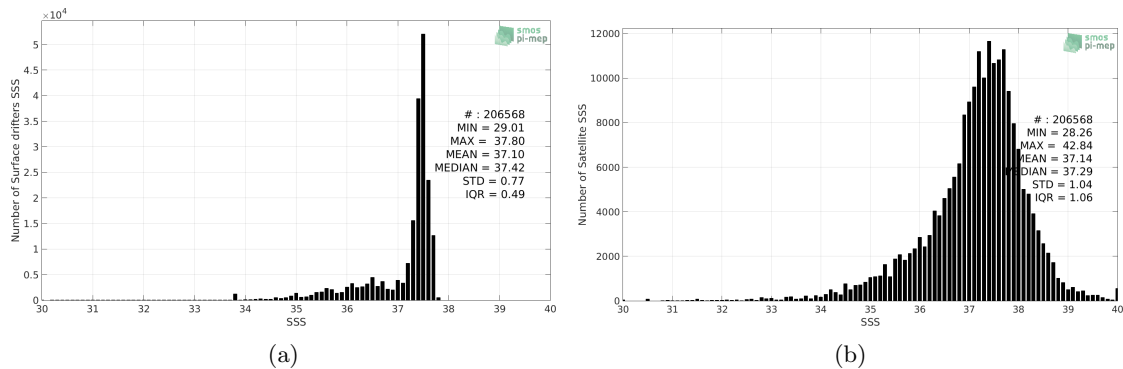 ×10⁴
5
4.5
4
3.5
3
2.5
2
1.5
1
0.5
0
Number of Surface drifters SSS
30 31 32 33 34 35 36 37 38 39 40
SSS
smos
pi-mep
# : 206568
MIN = 29.01
MAX = 37.80
MEAN = 37.10
MEDIAN = 37.42
STD = 0.77
IQR = 0.49
(a)
12000
10000
8000
6000
4000
2000
0
Number of Satellite SSS
30 31 32 33 34 35 36 37 38 39 40
SSS
smos
pi-mep
# : 206568
MIN = 28.26
MAX = 42.84
MEAN = 37.14
MEDIAN = 37.29
STD = 1.04
IQR = 1.06
(b)